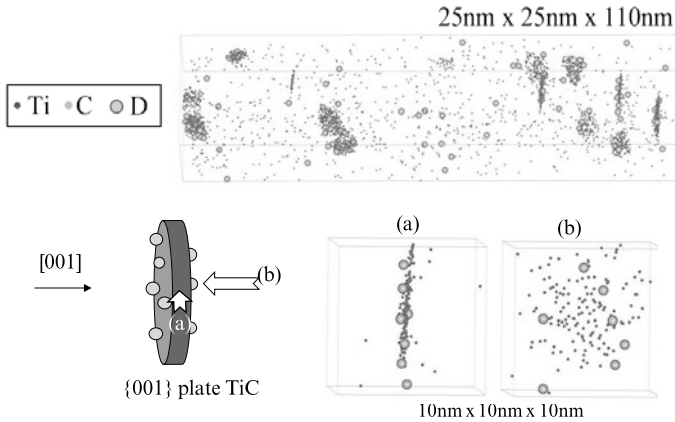 25nm x 25nm x 110nm
Ti C D
(a) (b)
[001]
(b)
(a)
{001} plate TiC
10nm x 10nm x 10nm